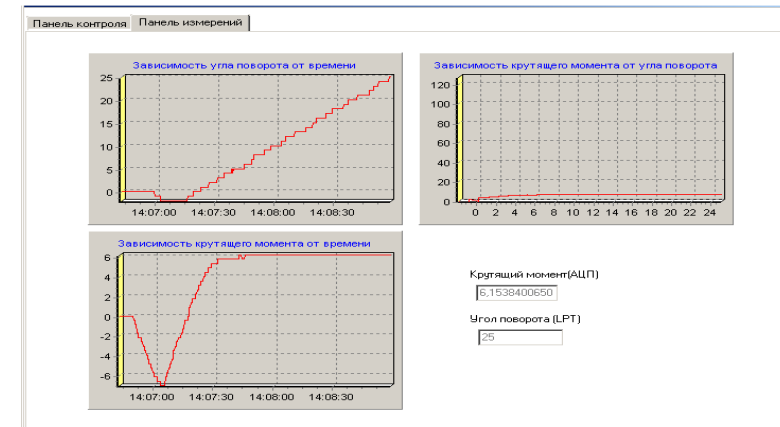 Панель контроля Панель измерений
Зависимость угла поворота от времени
25
20
15
10
5
0
14:07:00 14:07:30 14:08:00 14:08:30
Зависимость крутящего момента от угла поворота
120
100
80
60
40
20
0
0 2 4 6 8 10 12 14 16 18 20 22 24
Зависимость крутящего момента от времени
6
4
2
0
-2
-4
-6
14:07:00 14:07:30 14:08:00 14:08:30
Крутящий момент(АЦП)
6,1538400650
Угол поворота (LPT)
25